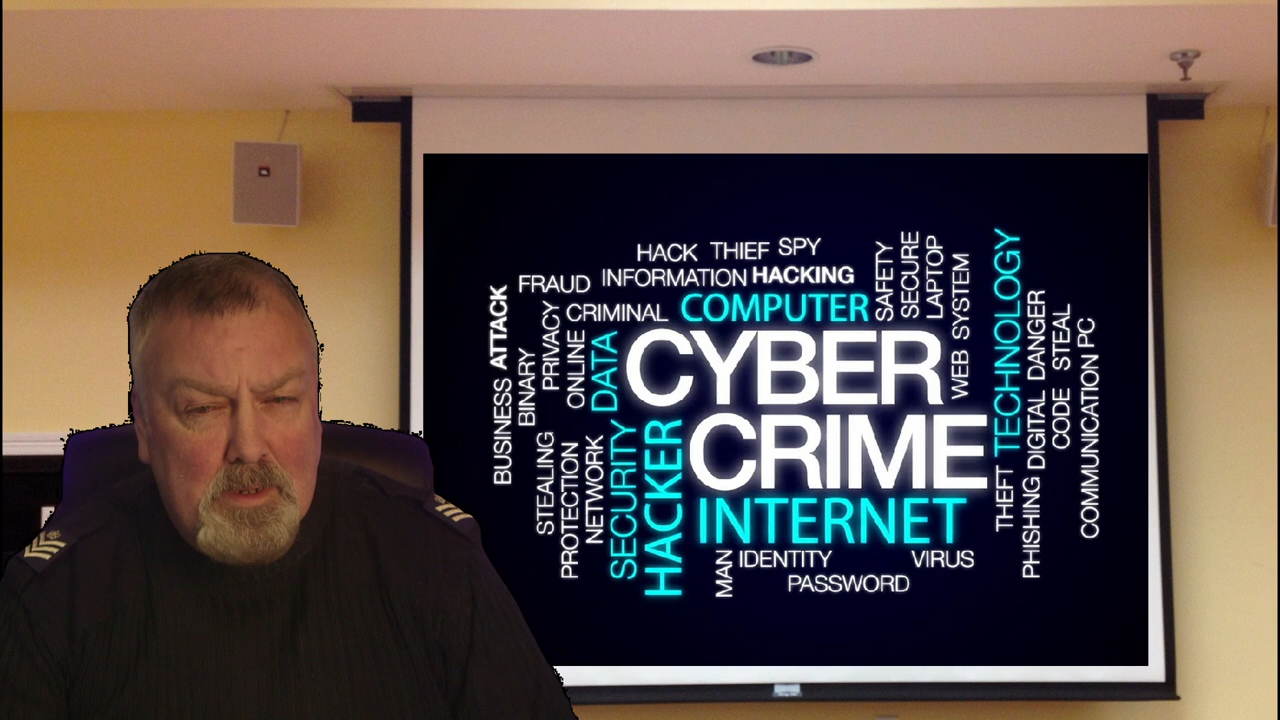 HACK THIEF SPY
FRAUD INFORMATION HACKING
CRIMINAL COMPUTER
CYBER
CRIME
INTERNET
IDENTITY VIRUS
PASSWORD
MAN
BUSINESS ATTACK
BINARY PRIVACY
ONLINE
DATA
STEALING
PROTECTION
NETWORK
SECURITY
HACKER
SAFETY
SECURE
LAPTOP
WEB SYSTEM
THEFT TECHNOLOGY
PHISHING DIGITAL DANGER
CODE STEAL
COMMUNICATION PC